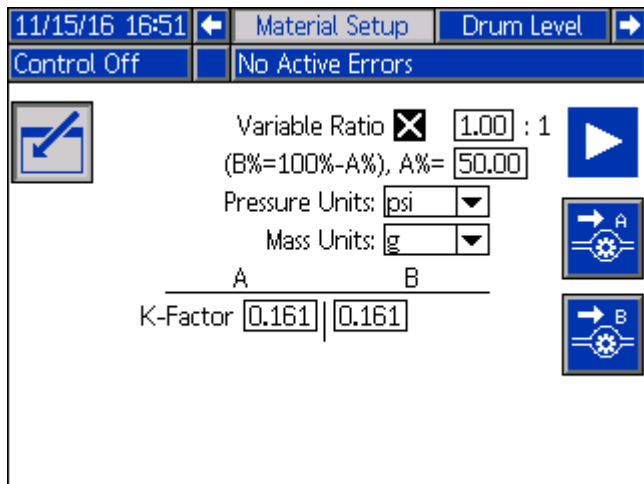 11/15/16 16:51 Material Setup Drum Level
Control Off No Active Errors
Variable Ratio 1.00 : 1
(B%=100%-A%), A%= 50.00
Pressure Units: psi
Mass Units: g
A B
K-Factor 0.161 0.161
A
B